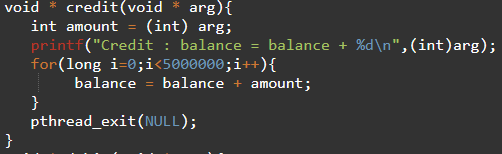 void * credit(void * arg){
int amount = (int) arg;
printf("Credit : balance = balance + %d\n",(int)arg);
for(long i=0;i<5000000;i++){
balance = balance + amount;
}
pthread_exit(NULL);
}